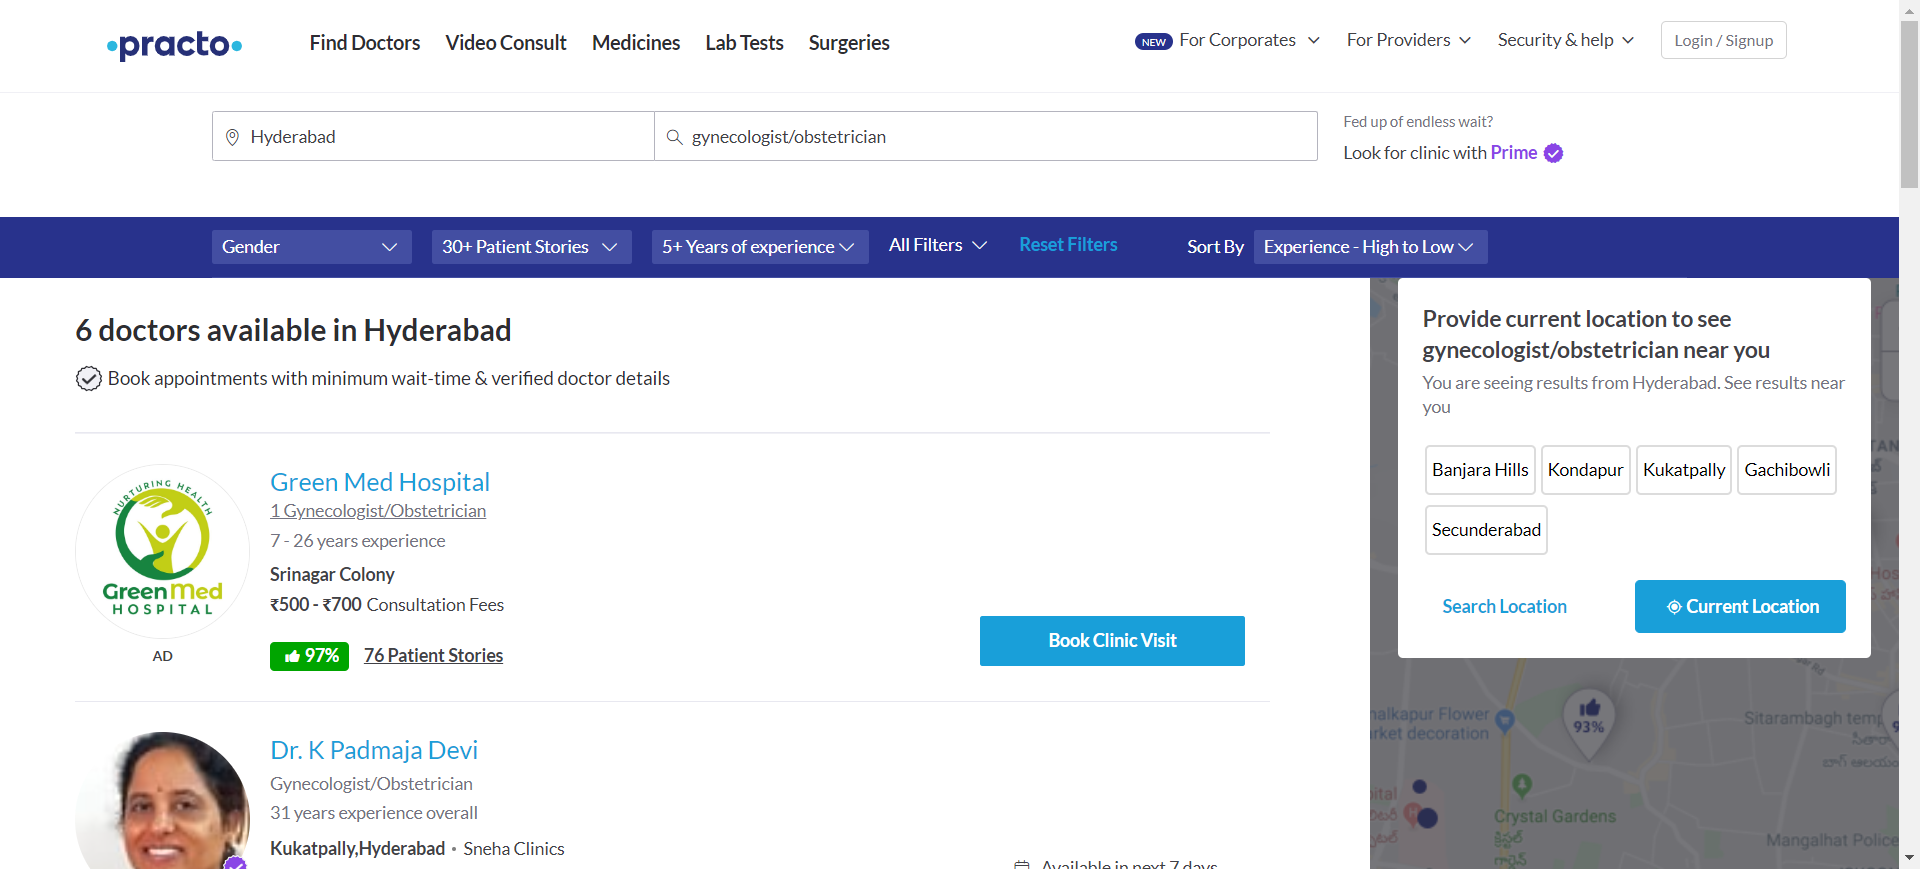 practo
Find Doctors
Video Consult
Medicines
Lab Tests
Surgeries
NEW For Corporates
For Providers
Security & help
Login / Signup
Hyderabad
gynecologist/obstetrician
Fed up of endless wait?
Look for clinic with Prime
Gender
30+ Patient Stories
5+ Years of experience
All Filters
Reset Filters
Sort By
Experience - High to Low
6 doctors available in Hyderabad
Book appointments with minimum wait-time & verified doctor details
NURTURING HEALTH
GreenMed
HOSPITAL
AD
Green Med Hospital
1 Gynecologist/Obstetrician
7 - 26 years experience
Srinagar Colony
₹500 - ₹700 Consultation Fees
97%
76 Patient Stories
Book Clinic Visit
Dr. K Padmaja Devi
Gynecologist/Obstetrician
31 years experience overall
Kukatpally,Hyderabad • Sneha Clinics
Available in next 7 days
Provide current location to see
gynecologist/obstetrician near you
You are seeing results from Hyderabad. See results near
you
Banjara Hills
Kondapur
Kukatpally
Gachibowli
Secunderabad
Search Location
Current Location
Flower
decoration
93%
Sitarambagh
Crystal Gardens
క్రిస్టల్
గార్డెన్
Mangalhat Police